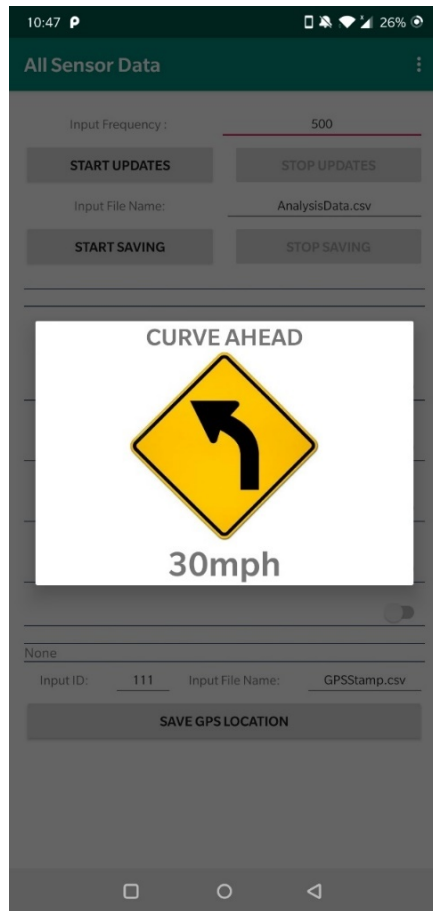 10:47 P 26%
All Sensor Data
Input Frequency : 500
START UPDATES STOP UPDATES
Input File Name: AnalysisData.csv
START SAVING STOP SAVING
CURVE AHEAD
30mph
None
Input ID: 111 Input File Name: GPSStamp.csv
SAVE GPS LOCATION